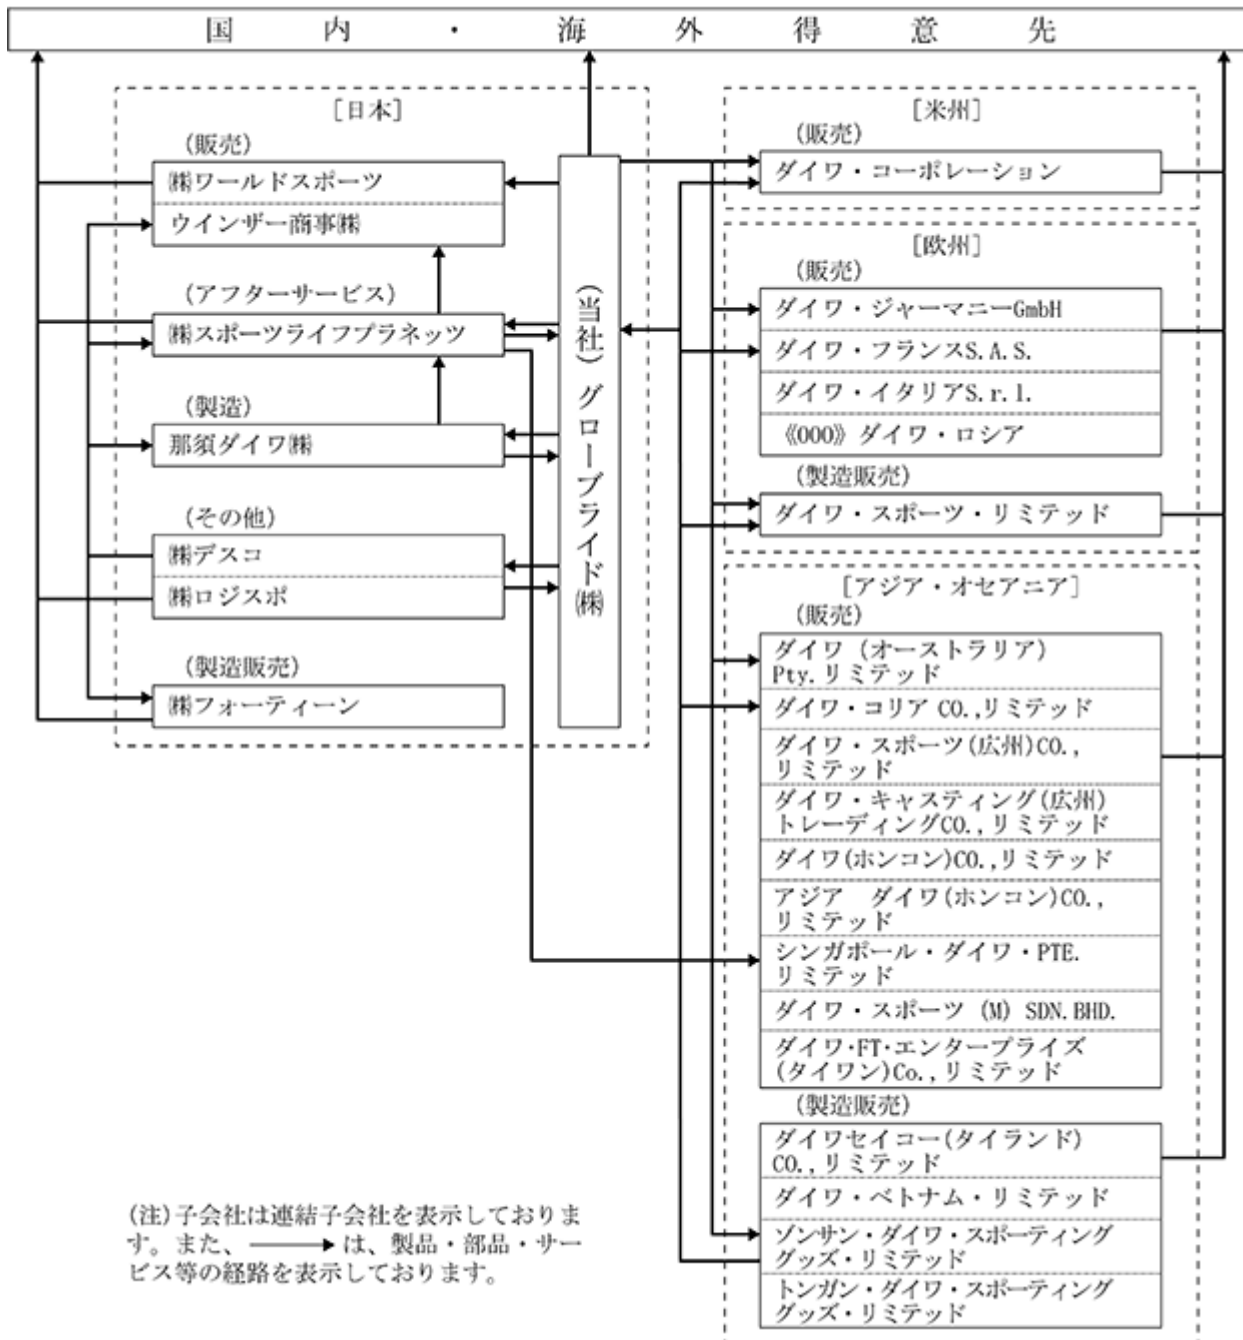 国内・海外得意先
[日本]
(販売)
㈱ワールドスポーツ
ウインザー商事㈱
(アフターサービス)
㈱スポーツライフプラネッツ
(製造)
那須ダイワ㈱
(その他)
㈱デスコ
㈱ロジスポ
(製造販売)
㈱フォーティーン
(当社)グローブライド㈱
[米州]
(販売)
ダイワ・コーポレーション
[欧州]
(販売)
ダイワ・ジャーマニーGmbH
ダイワ・フランスS.A.S.
ダイワ・イタリアS.r.l.
《OOO》ダイワ・ロシア
(製造販売)
ダイワ・スポーツ・リミテッド
[アジア・オセアニア]
(販売)
ダイワ(オーストラリア)
Pty.リミテッド
ダイワ・コリア CO.,リミテッド
ダイワ・スポーツ(広州)CO.,
リミテッド
ダイワ・キャスティング(広州)
トレーディングCO.,リミテッド
ダイワ(ホンコン)CO.,リミテッド
アジア ダイワ(ホンコン)CO.,
リミテッド
シンガポール・ダイワ・PTE.
リミテッド
ダイワ・スポーツ (M) SDN.BHD.
ダイワ・FT・エンタープライズ
(タイワン)Co.,リミテッド
(製造販売)
ダイワセイコー(タイランド)
CO.,リミテッド
ダイワ・ベトナム・リミテッド
ゾンサン・ダイワ・スポーティング
グッズ・リミテッド
トンガン・ダイワ・スポーティング
グッズ・リミテッド
(注)子会社は連結子会社を表示しておりま
す。また、――→は、製品・部品・サー
ビス等の経路を表示しております。